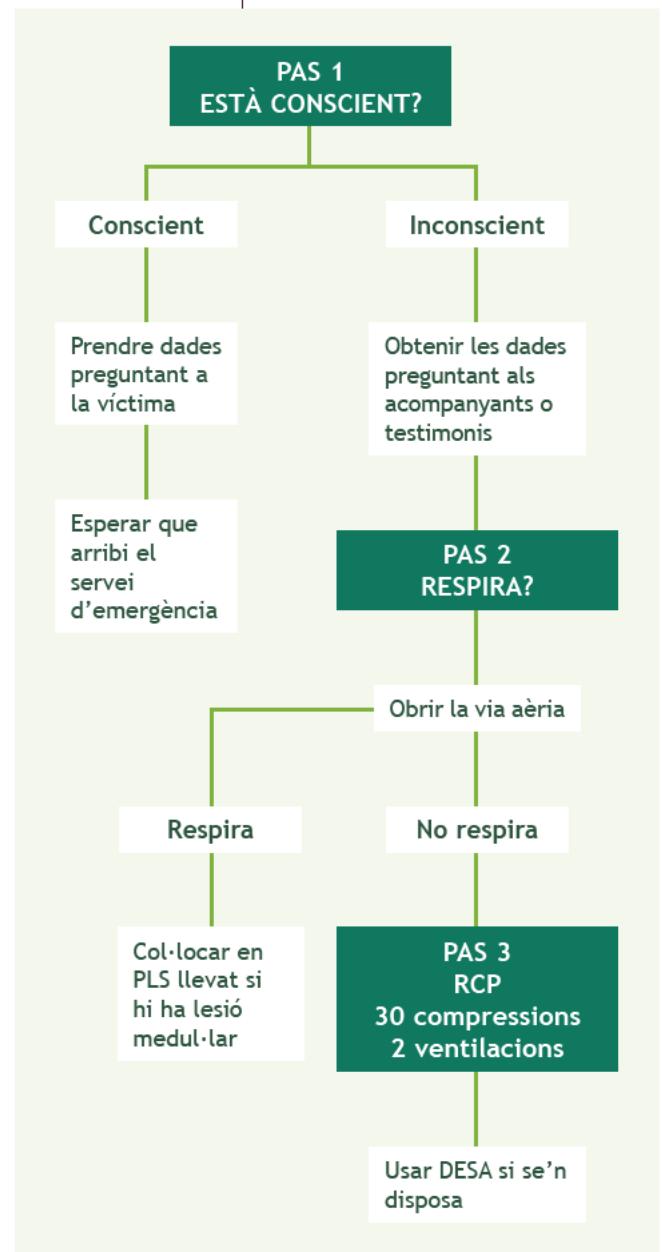 PAS 1
ESTÀ CONSCIENT?
Conscient
Inconscient
Prendre dades
preguntant a
la víctima
Obtenir les dades
preguntant als
acompanyants o
testimonis
Esperar que
arribi el
servei
d’emergència
PAS 2
RESPIRA?
Obrir la via aèria
Respira
No respira
Col·locar en
PLS llevat si
hi ha lesió
medul·lar
PAS 3
RCP
30 compressions
2 ventilacions
Usar DESA si se’n
disposa